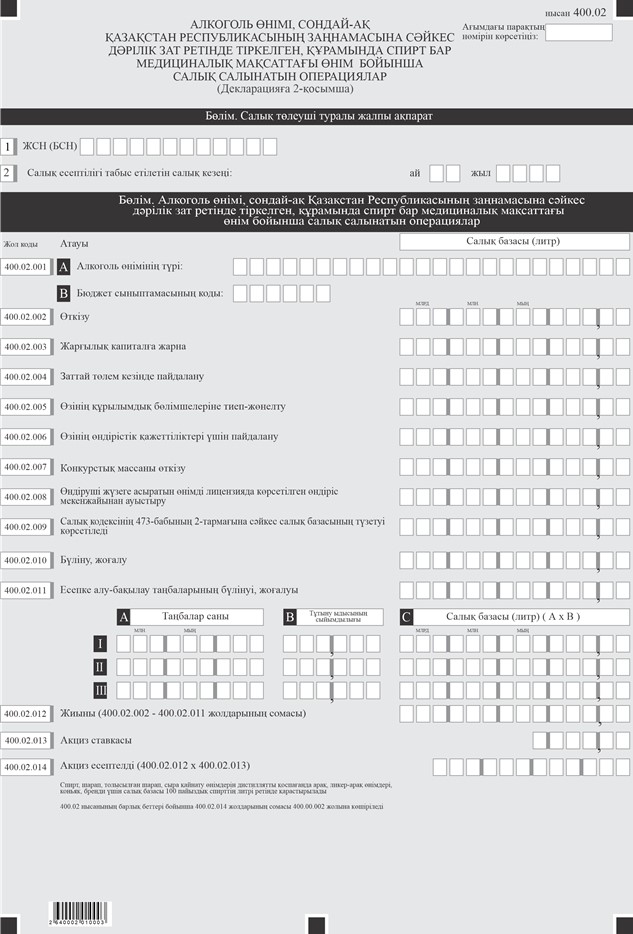 нысан 400.02
АЛКОГОЛЬ ӨНІМІ, СОНДАЙ-АҚ
ҚАЗАҚСТАН РЕСПУБЛИКАСЫНЫҢ ЗАҢНАМАСЫНА СӘЙКЕС
ДӘРІЛІК ЗАТ РЕТІНДЕ ТІРКЕЛГЕН, ҚҰРАМЫНДА СПИРТ БАР
МЕДИЦИНАЛЫҚ МАҚСАТТАҒЫ ӨНІМ БОЙЫНША
САЛЫҚ САЛЫНАТЫН ОПЕРАЦИЯЛАР
(Декларацияға 2-қосымша)
Ағымдағы парақтың
нөмірін көрсетіңіз:
Бөлім. Салық төлеуші туралы жалпы ақпарат
1 ЖСН (БСН)
2 Салық есептілігі табыс етілетін салық кезеңі: ай жыл
Бөлім. Алкоголь өнімі, сондай-ақ Қазақстан Республикасының заңнамасына сәйкес
дәрілік зат ретінде тіркелген, құрамында спирт бар медициналық мақсаттағы
өнім бойынша салық салынатын операциялар
Жол коды Атауы Салық базасы (литр)
400.02.001 A Алкоголь өнімінің түрі:
B Бюджет сыныптамасының коды:
МЛРД МЛН МЫҢ
400.02.002 Өткізу ,
400.02.003 Жарғылық капиталға жарна ,
400.02.004 Заттай төлем кезінде пайдалану ,
400.02.005 Өзінің құрылымдық бөлімшелеріне тиеп-жөнелту ,
400.02.006 Өзінің өндірістік қажеттіліктері үшін пайдалану ,
400.02.007 Конкурстық массаны өткізу ,
400.02.008 Өндіруші жүзеге асыратын өнімді лицензияда көрсетілген өндіріс
мекенжайынан ауыстыру ,
400.02.009 Салық кодексінің 473-бабының 2-тармағына сәйкес салық базасының түзетуі
көрсетіледі ,
400.02.010 Бүліну, жоғалу ,
400.02.011 Есепке алу-бақылау таңбаларының бүлінуі, жоғалуы ,
A Таңбалар саны B Тұтыну ыдысының
сыйымдылығы C Салық базасы (литр) ( A x B )
МЛН МЫҢ МЛРД МЛН МЫҢ
I , ,
II , ,
III , ,
400.02.012 Жиыны (400.02.002 - 400.02.011 жолдарының сомасы) ,
400.02.013 Акциз ставкасы ,
400.02.014 Акциз есептелді (400.02.012 x 400.02.013)
Спирт, шарап, толысылған шарап, сыра қайнату өнімдерін дистиллятты қоспағанда арақ, ликер-арақ өнімдері,
коньяк, бренди үшін салық базасы 100 пайыздық спирттің литрі ретінде қарастырылады
400.02 нысанының барлық беттері бойынша 400.02.014 жолдарының сомасы 400.00.002 жолына көшіріледі
2 640002 010003